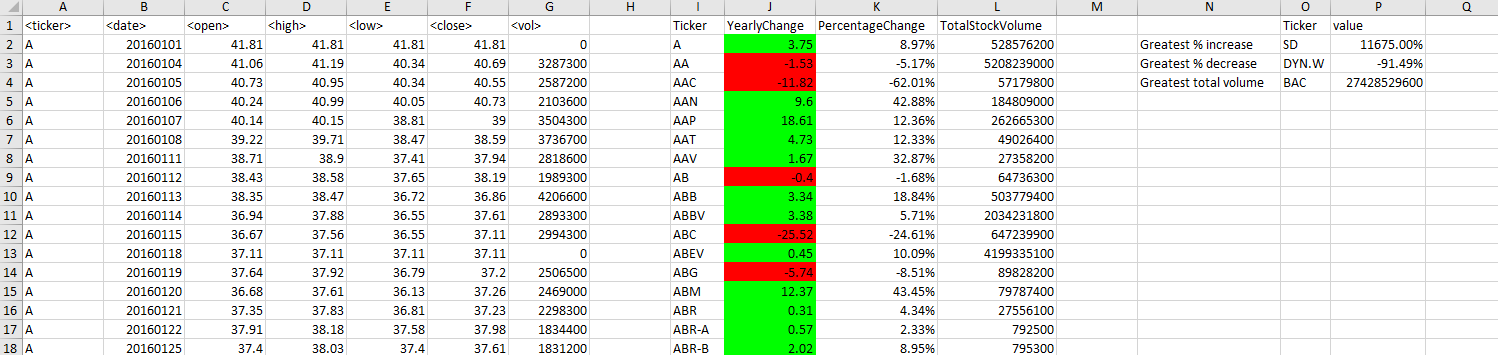 A B C D E F G H I J K L M N O P Q
1 <ticker> <date> <open> <high> <low> <close> <vol> Ticker YearlyChange PercentageChange TotalStockVolume Ticker value
2 A 20160101 41.81 41.81 41.81 41.81 0 A 3.75 8.97% 528576200 Greatest % increase SD 11675.00%
3 A 20160104 41.06 41.19 40.34 40.69 3287300 AA -1.53 -5.17% 5208239000 Greatest % decrease DYN.W -91.49%
4 A 20160105 40.73 40.95 40.34 40.55 2587200 AAC -11.82 -62.01% 57179800 Greatest total volume BAC 27428529600
5 A 20160106 40.24 40.99 40.05 40.73 2103600 AAN 9.6 42.88% 184809000
6 A 20160107 40.14 40.15 38.81 39 3504300 AAP 18.61 12.36% 262665300
7 A 20160108 39.22 39.71 38.47 38.59 3736700 AAT 4.73 12.33% 49026400
8 A 20160111 38.71 38.9 37.41 37.94 2818600 AAV 1.67 32.87% 27358200
9 A 20160112 38.43 38.58 37.65 38.19 1989300 AB -0.4 -1.68% 64736300
10 A 20160113 38.35 38.47 36.72 36.86 4206600 ABB 3.34 18.84% 503779400
11 A 20160114 36.94 37.88 36.55 37.61 2893300 ABBV 3.38 5.71% 2034231800
12 A 20160115 36.67 37.56 36.55 37.11 2994300 ABC -25.52 -24.61% 647239900
13 A 20160118 37.11 37.11 37.11 37.11 0 ABEV 0.45 10.09% 4199335100
14 A 20160119 37.64 37.92 36.79 37.2 2506500 ABG -5.74 -8.51% 89828200
15 A 20160120 36.68 37.61 36.13 37.26 2469000 ABM 12.37 43.45% 79787400
16 A 20160121 37.35 37.83 36.81 37.23 2298300 ABR 0.31 4.34% 27556100
17 A 20160122 37.91 38.18 37.58 37.98 1834400 ABR-A 0.57 2.33% 792500
18 A 20160125 37.4 38.03 37.4 37.61 1831200 ABR-B 2.02 8.95% 795300